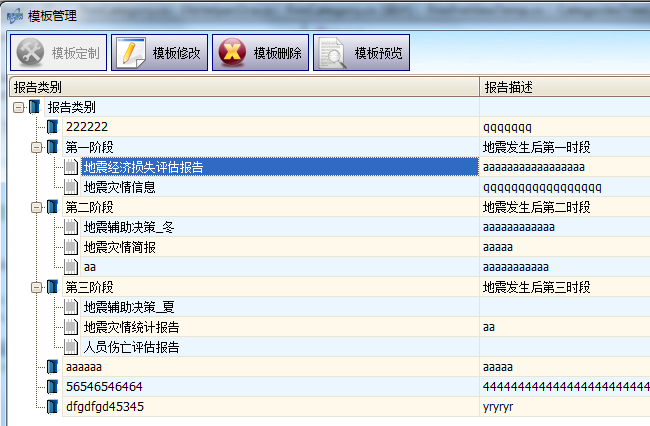 模板管理
模板定制 模板修改 模板删除 模板预览
报告类别 报告描述
报告类别
222222 qqqqqqq
第一阶段 地震发生后第一时段
地震经济损失评估报告 aaaaaaaaaaaaaaaaa
地震灾情信息 qqqqqqqqqqqqqqqqq
第二阶段 地震发生后第二时段
地震辅助决策_冬 aaaaaaaaaaaa
地震灾情简报 aaaaa
aa aaaaaaaaaaa
第三阶段 地震发生后第三时段
地震辅助决策_夏
地震灾情统计报告 aa
人员伤亡评估报告
aaaaaa aaaaa
56546546464 444444444444444444444444
dfgdfgd45345 yryryr